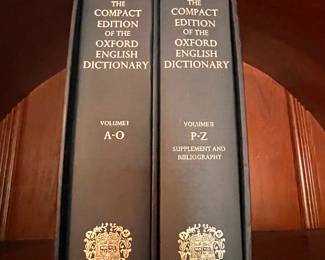 THE
COMPACT
EDITION
OF THE
OXFORD
ENGLISH
DICTIONARY
VOLUME I
A-O
THE
COMPACT
EDITION
OF THE
OXFORD
ENGLISH
DICTIONARY
VOLUME II
P-Z
SUPPLEMENT AND
BIBLIOGRAPHY